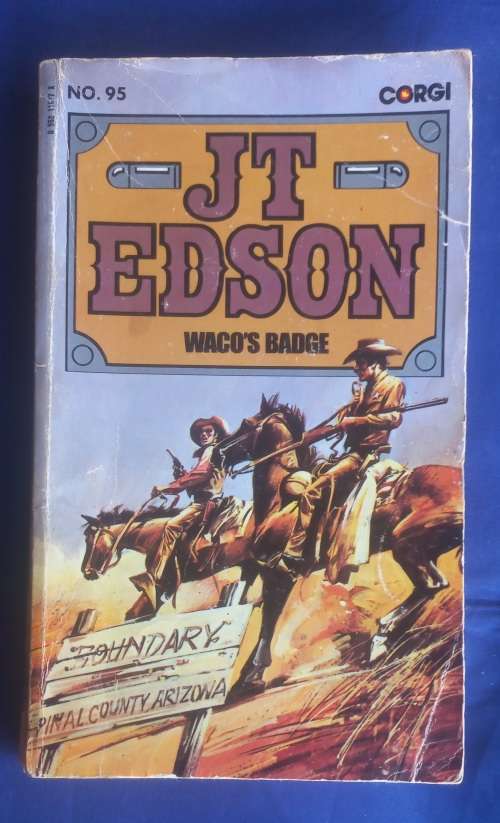 NO. 95
CORGI
JT
EDSON
WACO'S BADGE
BOUNDARY
PINAL COUNTY, ARIZONA